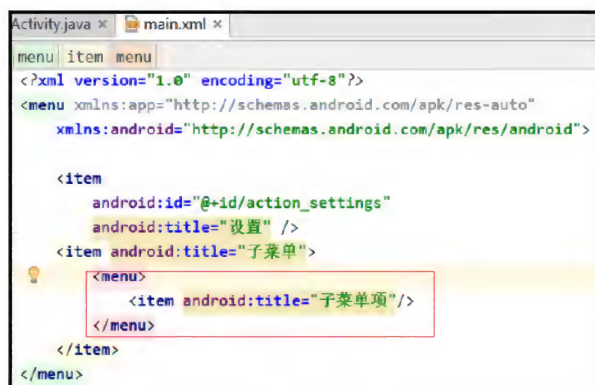 Activity.java × main.xml ×
menu item menu
<?xml version="1.0" encoding="utf-8"?>
<menu xmlns:app="http://schemas.android.com/apk/res-auto"
    xmlns:android="http://schemas.android.com/apk/res/android">

    <item
        android:id="@+id/action_settings"
        android:title="设置" />
    <item android:title="子菜单">
        <menu>
            <item android:title="子菜单项"/>
        </menu>
    </item>
</menu>